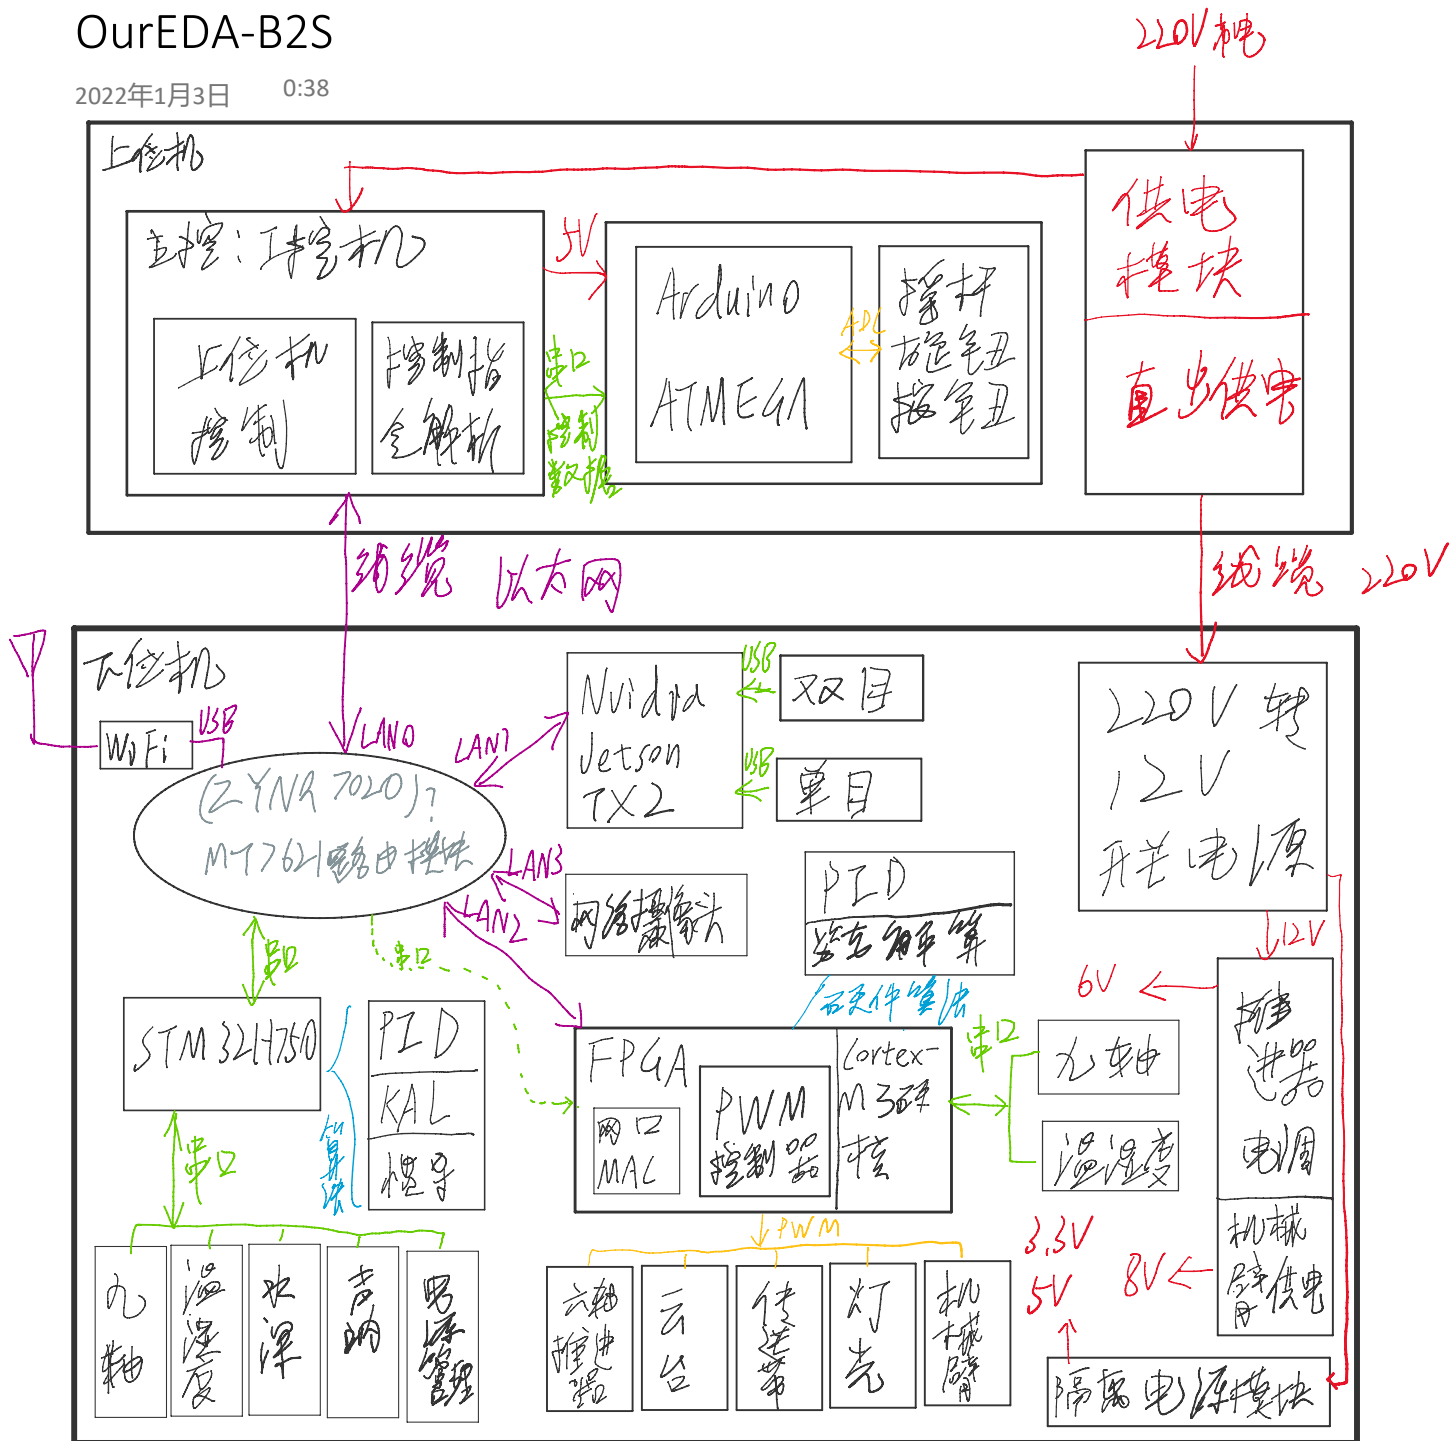 OurEDA-B2S
2022年1月3日 0:38
220V市电
上位机
供电
模块
直出供电
主控：工控机
5V
上位机
控制
控制指
令解析
串口
控制
数据
Arduino
ATMEGA
ADC
摇杆
旋钮
按钮
线缆 以太网
线缆 220V
下位机
WiFi
USB
LAN0
LAN1
Nvidia
Jetson
TX2
USB
双目
USB
单目
220V转
12V
开关电源
(ZYNQ 7020)?
MT7621路由模块
LAN3
LAN2
网络摄像头
PID
姿态解算
硬件算法
12V
6V
推进器
电调
机械臂供电
8V
串口
串口
STM32H750
PID
KAL
惯导
算法
FPGA
网口
MAC
PWM
控制器
Cortex-
M3硬
核
串口
九轴
温湿度
串口
PWM
3.3V
5V
隔离电源模块
九轴
温湿度
水深
声呐
电源管理
六轴推进器
云台
传送带
灯光
机械臂